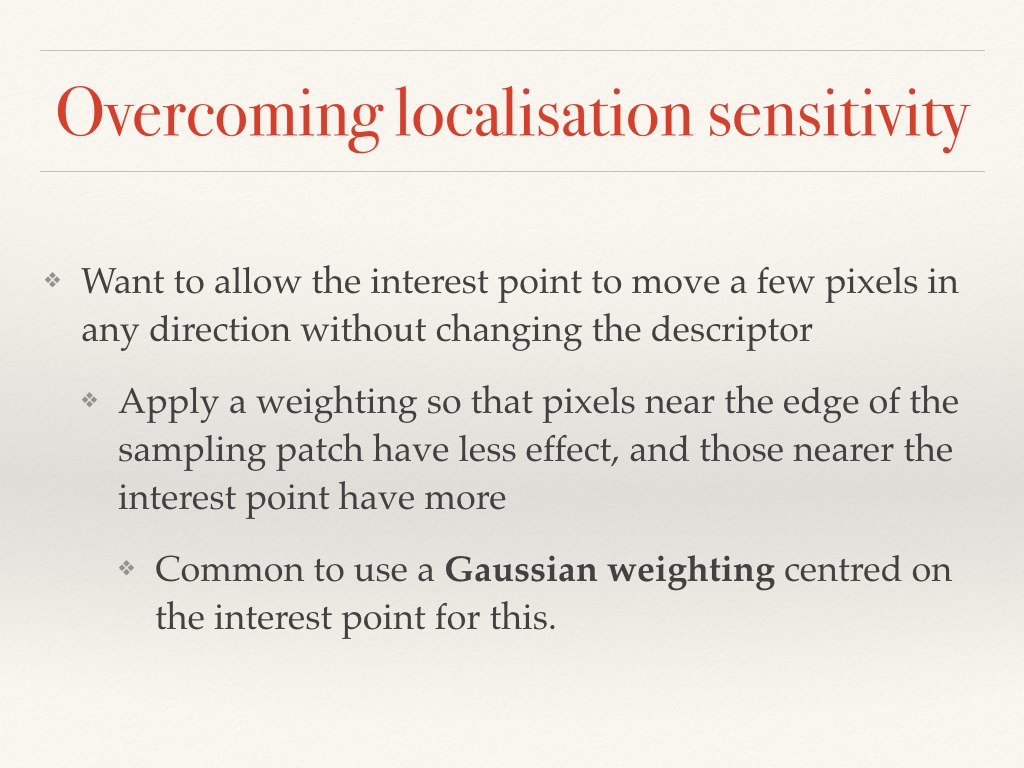 Overcoming localisation sensitivity
❖ Want to allow the interest point to move a few pixels in
any direction without changing the descriptor
❖ Apply a weighting so that pixels near the edge of the
sampling patch have less effect, and those nearer the
interest point have more
❖ Common to use a Gaussian weighting centred on
the interest point for this.